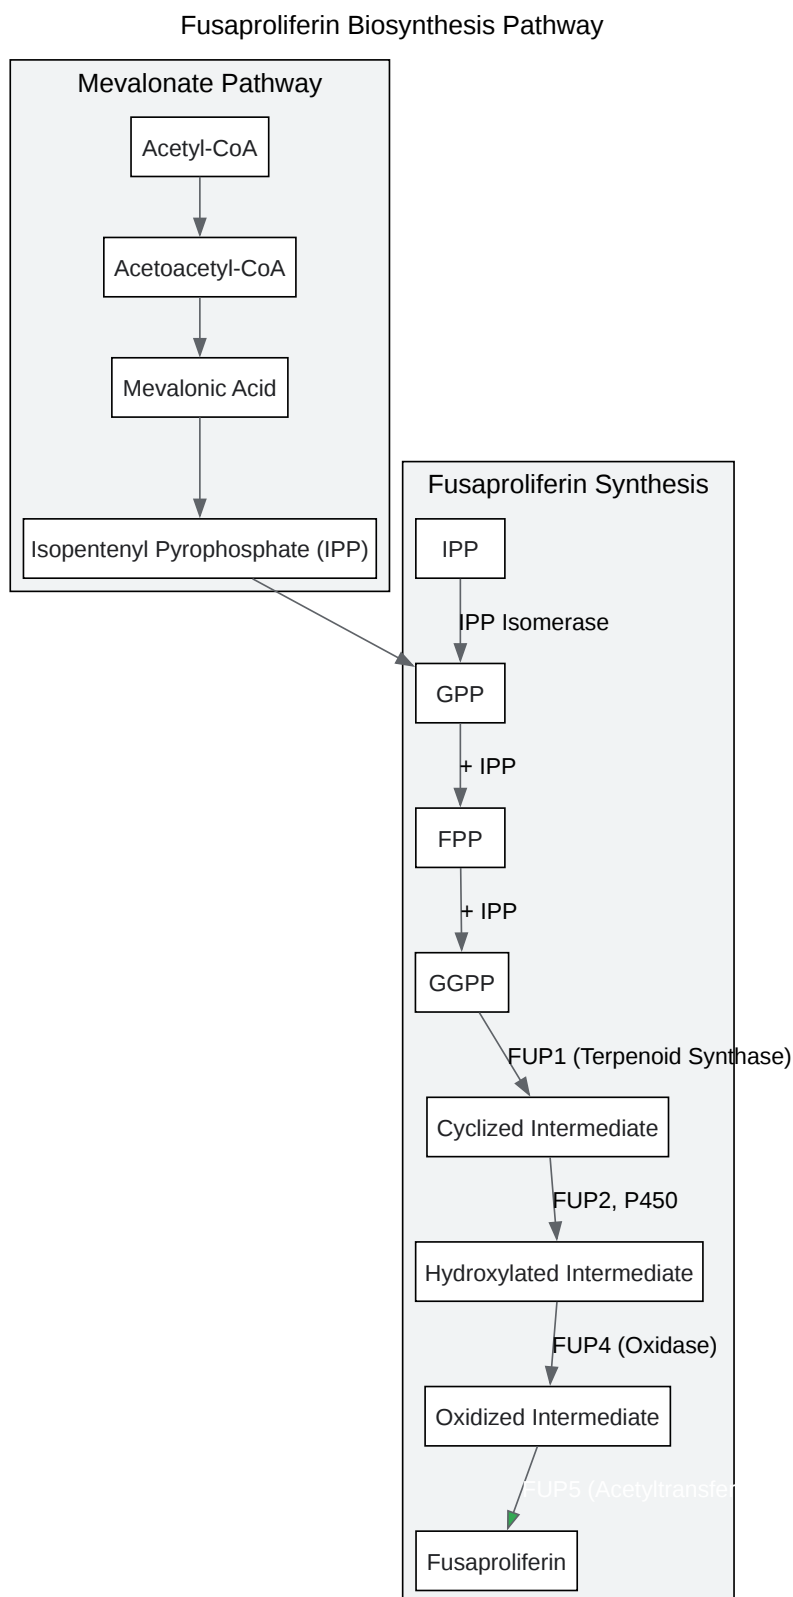 Fusaproliferin Biosynthesis Pathway
Mevalonate Pathway
Acetyl-CoA
Acetoacetyl-CoA
Mevalonic Acid
Isopentenyl Pyrophosphate (IPP)
Fusaproliferin Synthesis
IPP
IPP Isomerase
GPP
+ IPP
FPP
+ IPP
GGPP
FUP1 (Terpenoid Synthase)
Cyclized Intermediate
FUP2, P450
Hydroxylated Intermediate
FUP4 (Oxidase)
Oxidized Intermediate
FUP5 (Acetyltransfer
Fusaproliferin